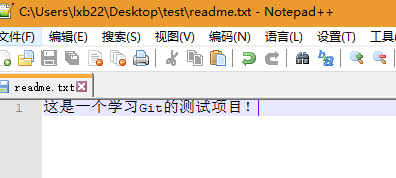 C:\Users\lxb22\Desktop\test\readme.txt - Notepad++
文件(F) 编辑(E) 搜索(S) 视图(V) 编码(N) 语言(L) 设置(T) 工具
readme.txt
1 这是一个学习Git的测试项目!